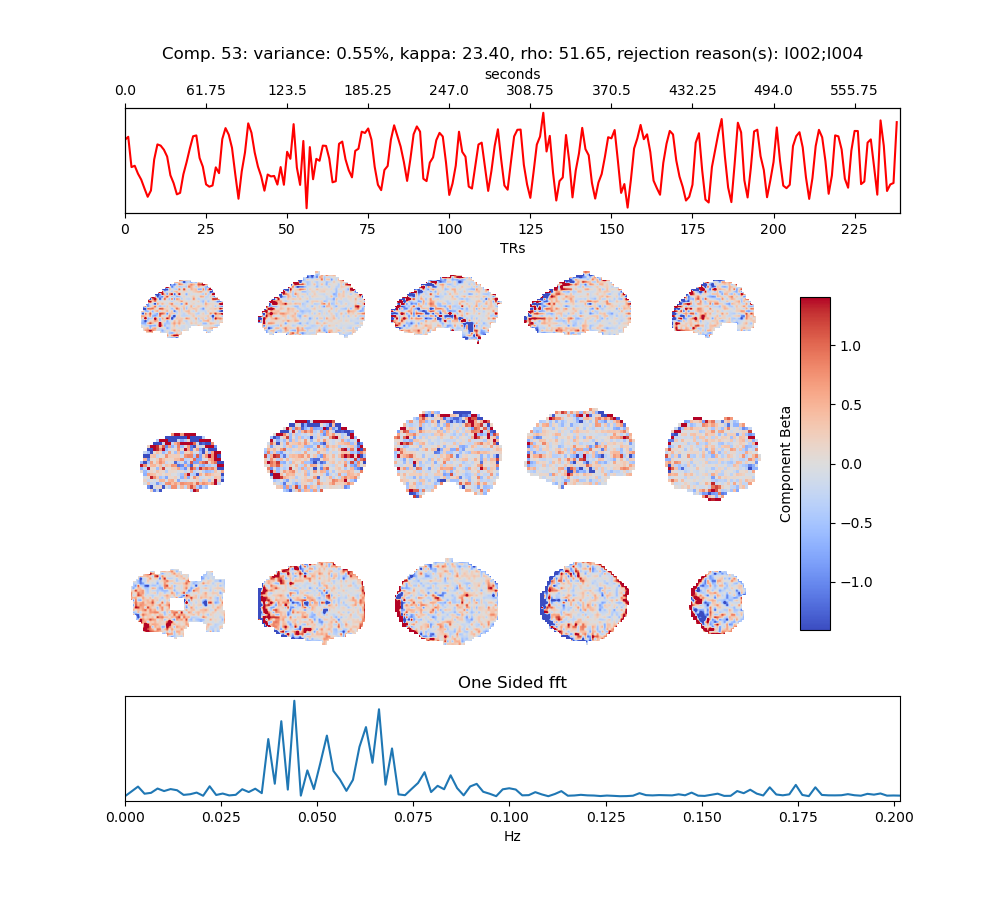 Comp. 53: variance: 0.55%, kappa: 23.40, rho: 51.65, rejection reason(s): I002;I004
seconds
0.0 61.75 123.5 185.25 247.0 308.75 370.5 432.25 494.0 555.75
0 25 50 75 100 125 150 175 200 225
TRs
1.0
0.5
0.0
−0.5
−1.0
Component Beta
One Sided fft
0.000 0.025 0.050 0.075 0.100 0.125 0.150 0.175 0.200
Hz